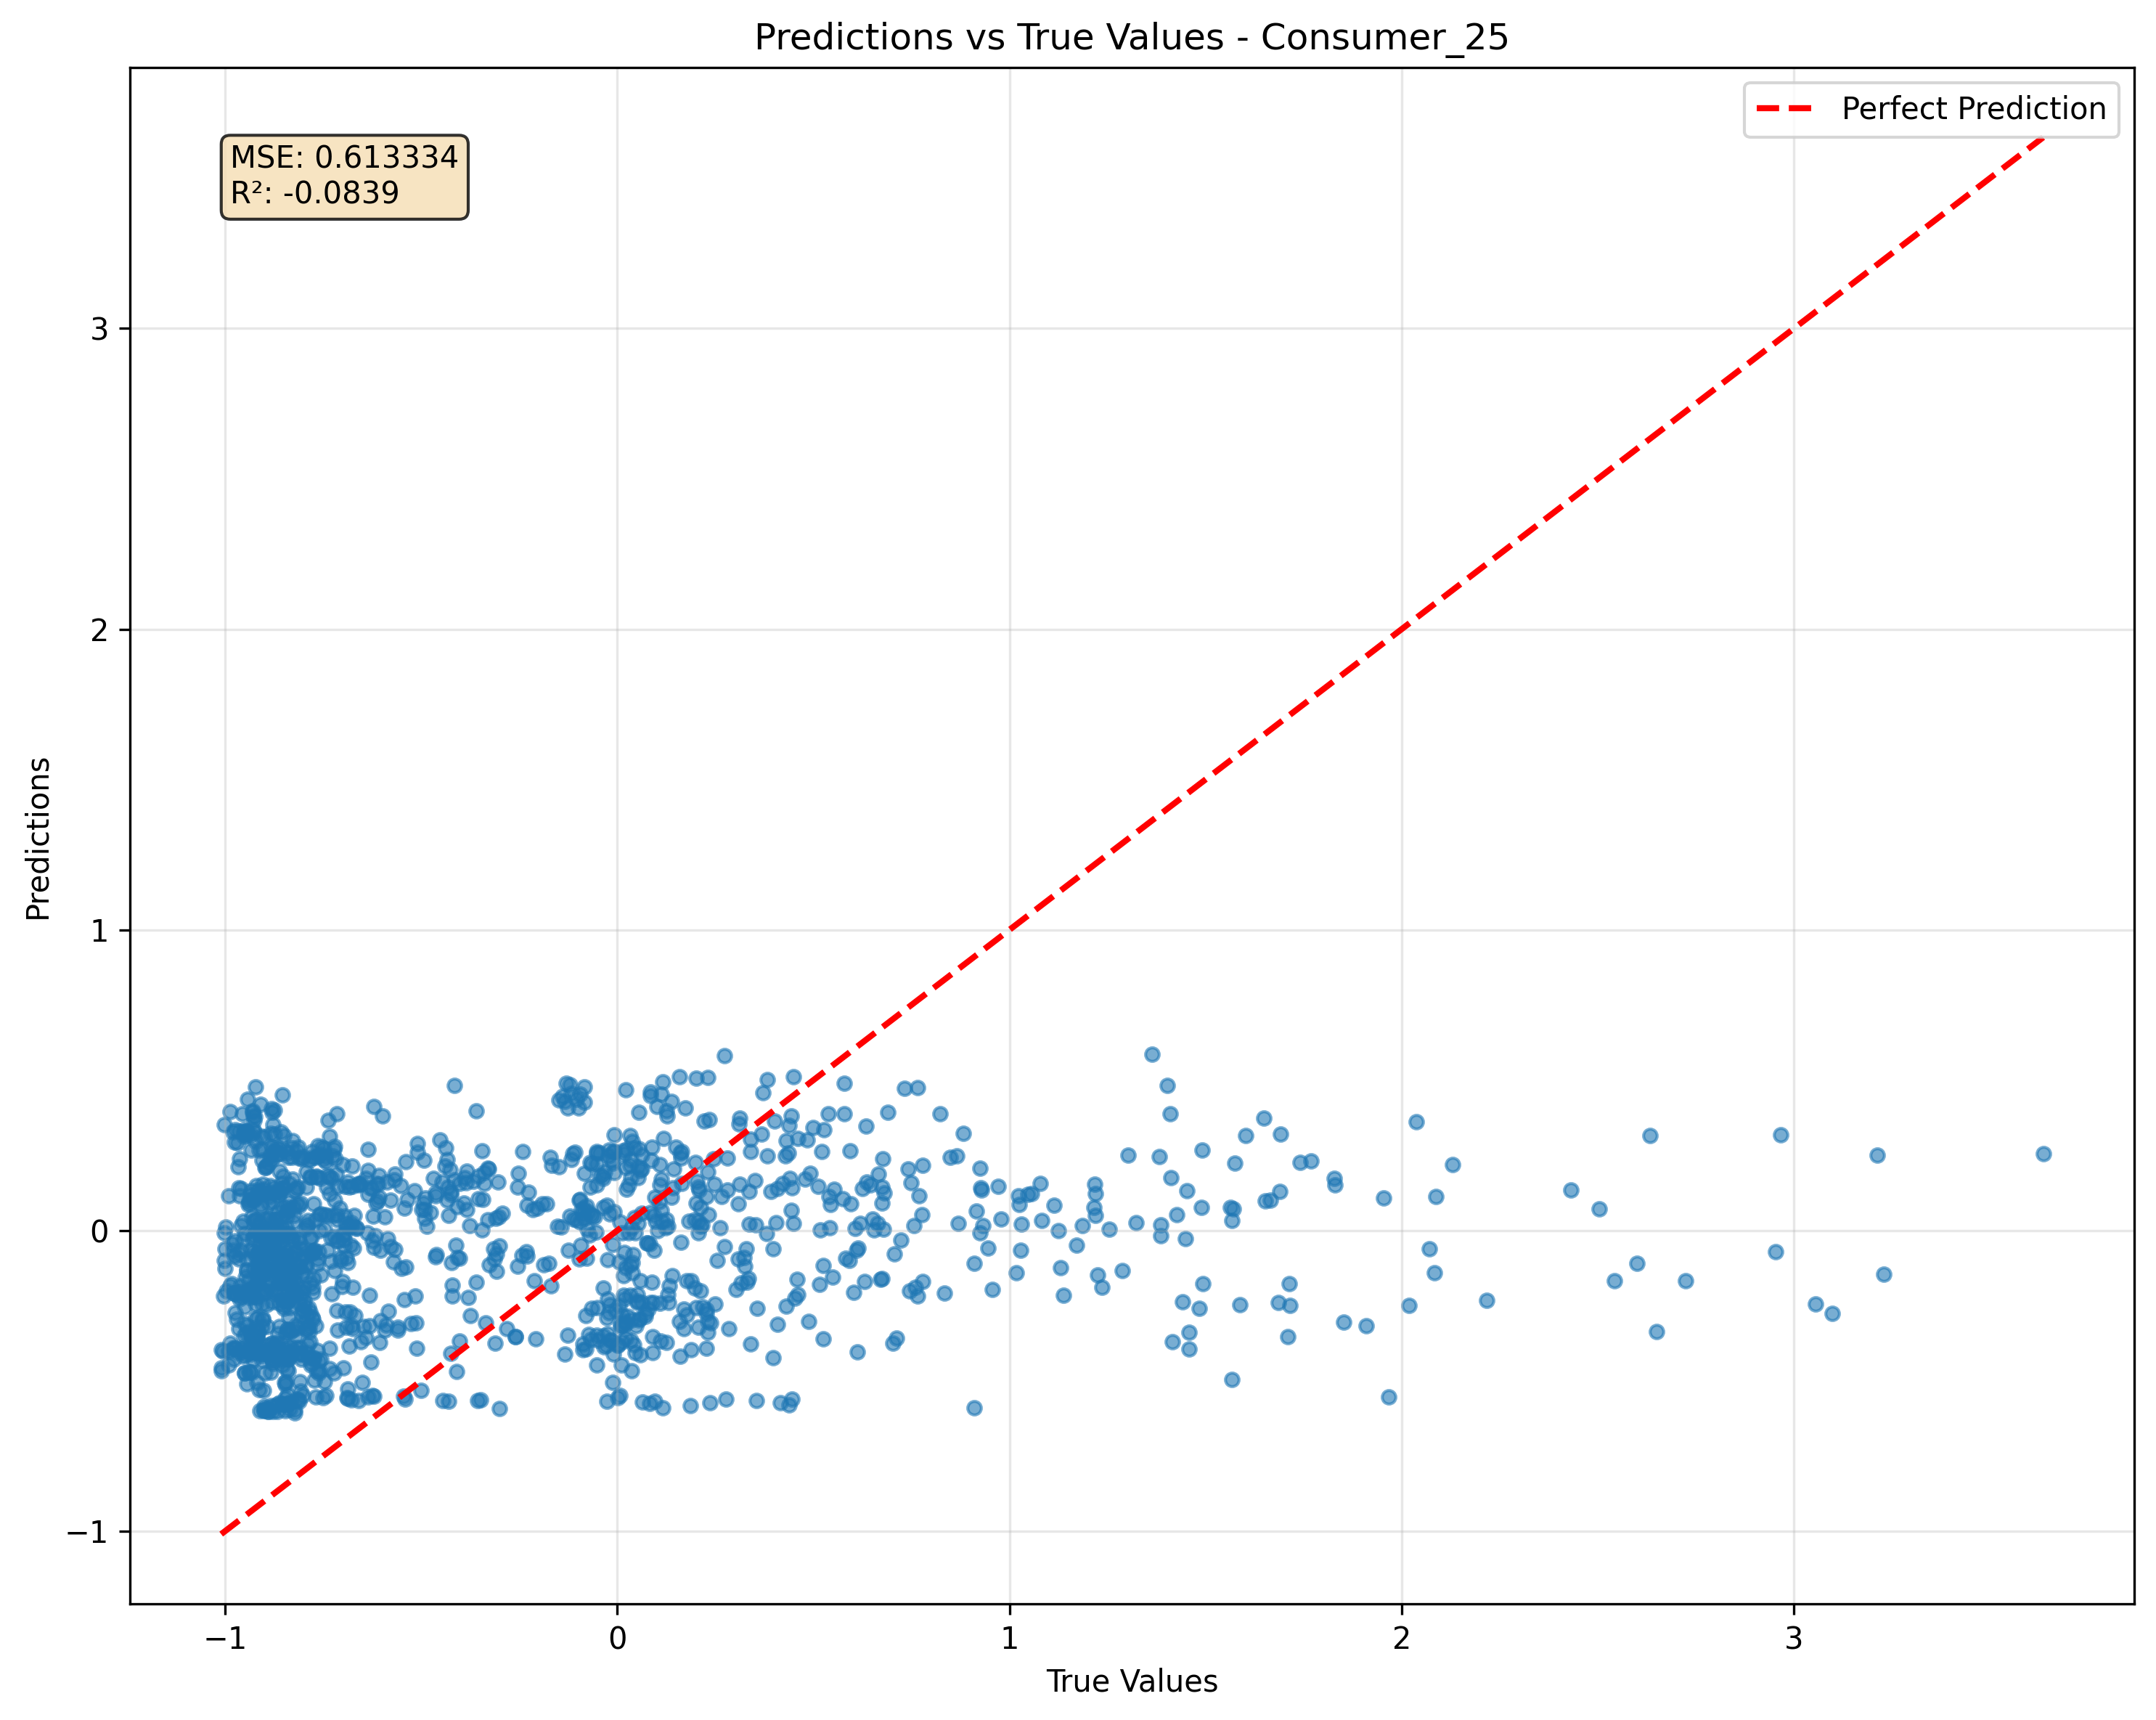 Predictions vs True Values - Consumer_25
Perfect Prediction
MSE: 0.613334
R²: -0.0839
3
2
1
0
−1
Predictions
−1
0
1
2
3
True Values